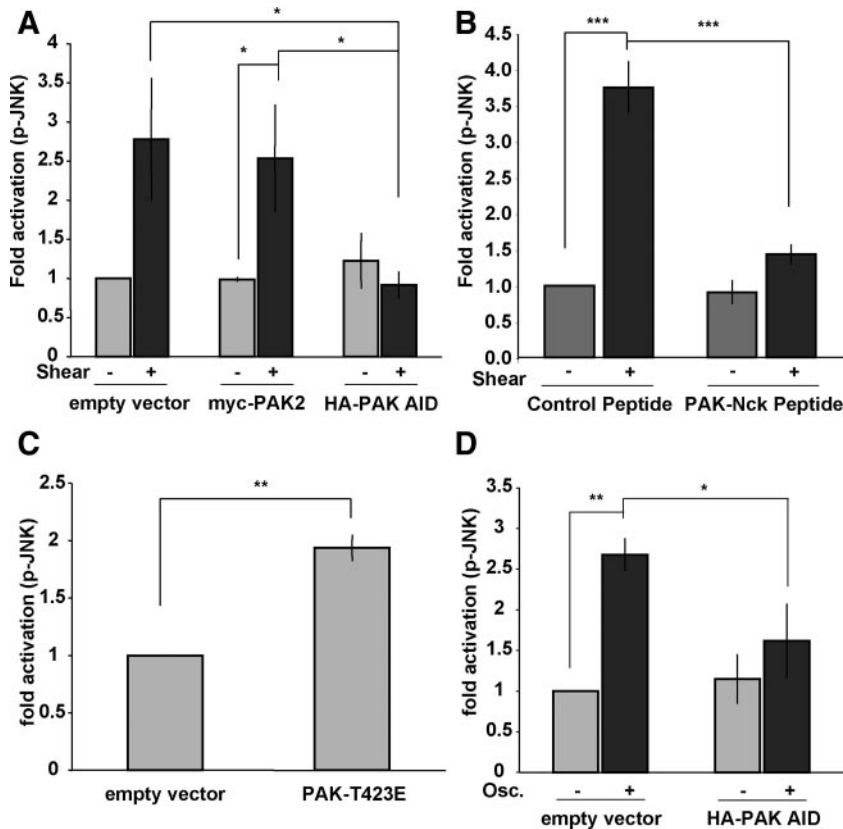 A
*
*
*
Fold activation (p-JNK)
4
3.5
3
2.5
2
1.5
1
0.5
0
Shear - + - + - +
empty vector myc-PAK2 HA-PAK AID
B
***
***
Fold activation (p-JNK)
4.5
4.0
3.5
3.0
2.5
2.0
1.5
1.0
0.5
0.0
Shear - + - +
Control Peptide PAK-Nck Peptide
C
**
fold activation (p-JNK)
2.5
2
1.5
1
0.5
0
empty vector PAK-T423E
D
**
*
fold activation (p-JNK)
3.5
3
2.5
2
1.5
1
0.5
0
Osc. - + - +
empty vector HA-PAK AID